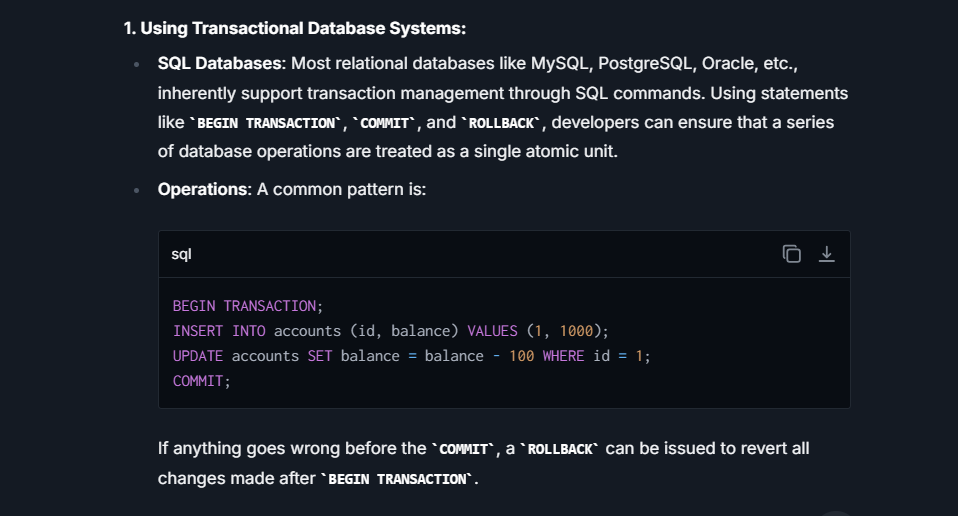 1. Using Transactional Database Systems:
SQL Databases: Most relational databases like MySQL, PostgreSQL, Oracle, etc.,
inherently support transaction management through SQL commands. Using statements
like `BEGIN TRANSACTION`, `COMMIT`, and `ROLLBACK`, developers can ensure that a series
of database operations are treated as a single atomic unit.
Operations: A common pattern is:
sql
BEGIN TRANSACTION;
INSERT INTO accounts (id, balance) VALUES (1, 1000);
UPDATE accounts SET balance = balance - 100 WHERE id = 1;
COMMIT;
If anything goes wrong before the `COMMIT`, a `ROLLBACK` can be issued to revert all
changes made after `BEGIN TRANSACTION`.